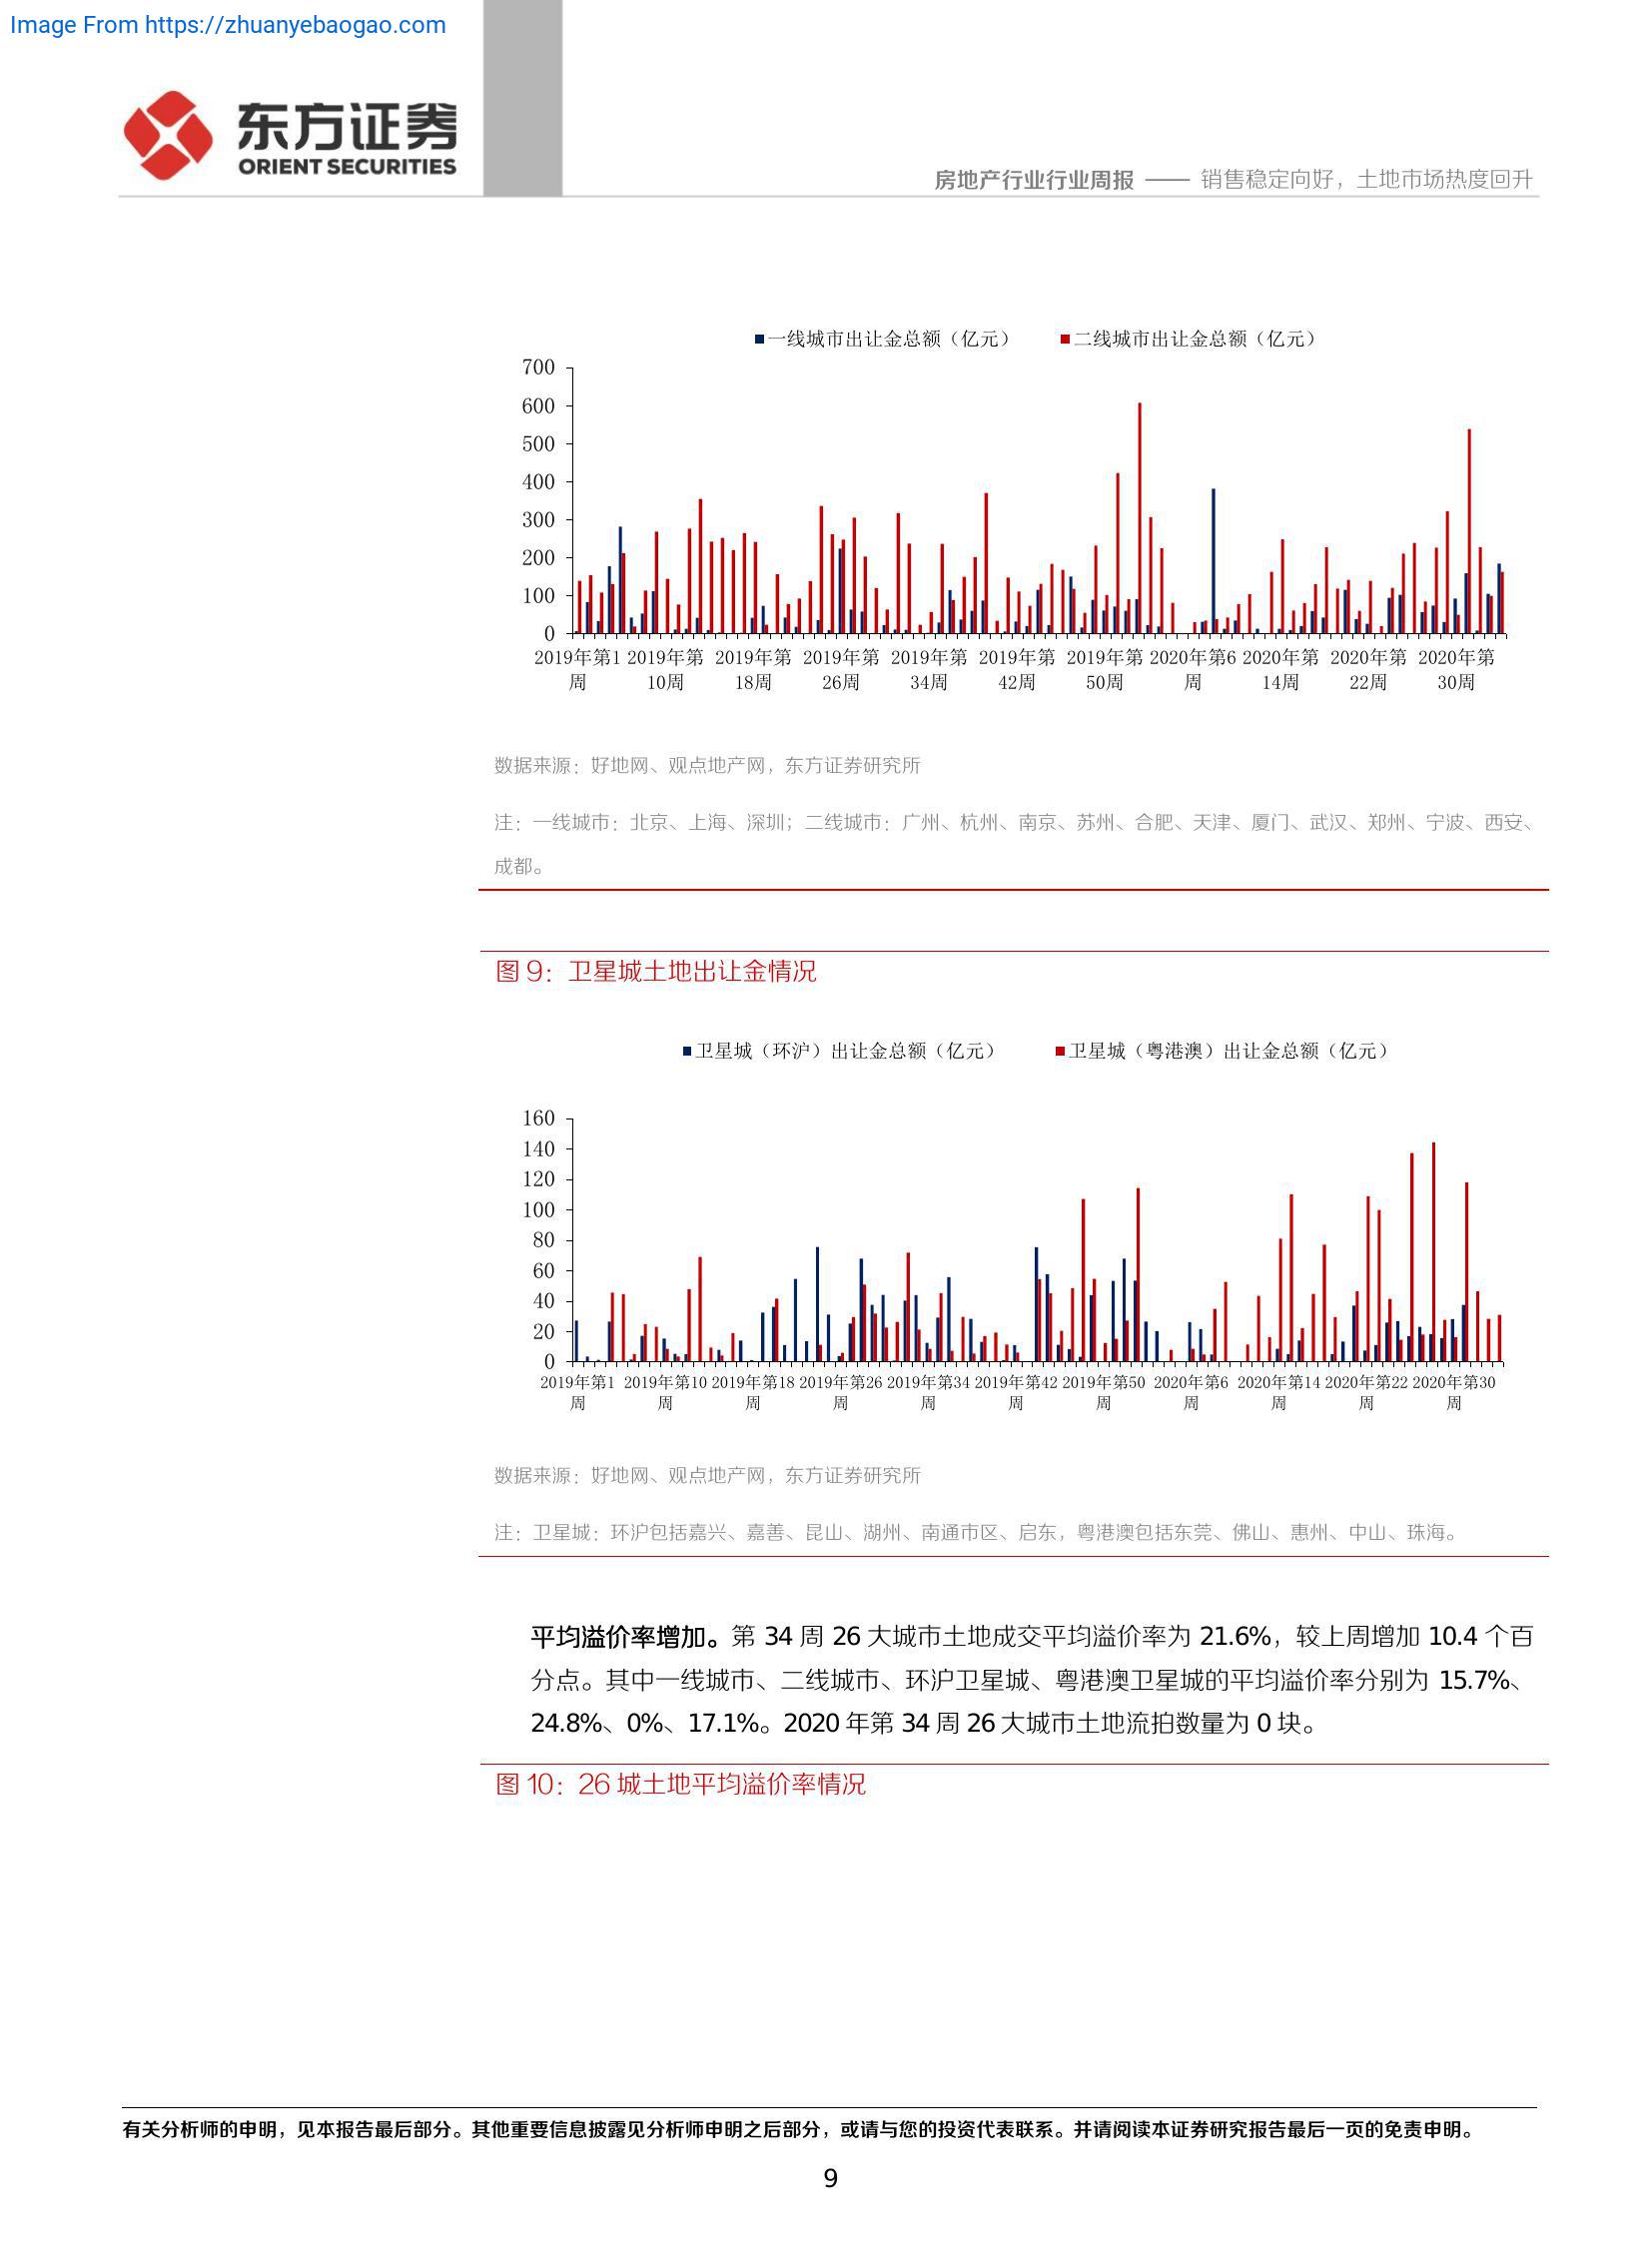 Image From https://zhuanyebaogao.com
东方证券
ORIENT SECURITIES
房地产行业行业周报 —— 销售稳定向好，土地市场热度回升
一线城市出让金总额（亿元） 二线城市出让金总额（亿元）
700
600
500
400
300
200
100
0
2019年第1 2019年第 2019年第 2019年第 2019年第 2019年第 2019年第 2020年第6 2020年第 2020年第 2020年第
周 10周 18周 26周 34周 42周 50周 周 14周 22周 30周
数据来源：好地网、观点地产网，东方证券研究所
注：一线城市：北京、上海、深圳；二线城市：广州、杭州、南京、苏州、合肥、天津、厦门、武汉、郑州、宁波、西安、
成都。
图 9：卫星城土地出让金情况
卫星城（环沪）出让金总额（亿元） 卫星城（粤港澳）出让金总额（亿元）
160
140
120
100
80
60
40
20
0
2019年第1 2019年第10 2019年第18 2019年第26 2019年第34 2019年第42 2019年第50 2020年第6 2020年第14 2020年第22 2020年第30
周 周 周 周 周 周 周 周 周 周 周
数据来源：好地网、观点地产网，东方证券研究所
注：卫星城：环沪包括嘉兴、嘉善、昆山、湖州、南通市区、启东，粤港澳包括东莞、佛山、惠州、中山、珠海。
平均溢价率增加。第 34 周 26 大城市土地成交平均溢价率为 21.6%，较上周增加 10.4 个百
分点。其中一线城市、二线城市、环沪卫星城、粤港澳卫星城的平均溢价率分别为 15.7%、
24.8%、0%、17.1%。2020 年第 34 周 26 大城市土地流拍数量为 0 块。
图 10：26 城土地平均溢价率情况
有关分析师的申明，见本报告最后部分。其他重要信息披露见分析师申明之后部分，或请与您的投资代表联系。并请阅读本证券研究报告最后一页的免责申明。
9